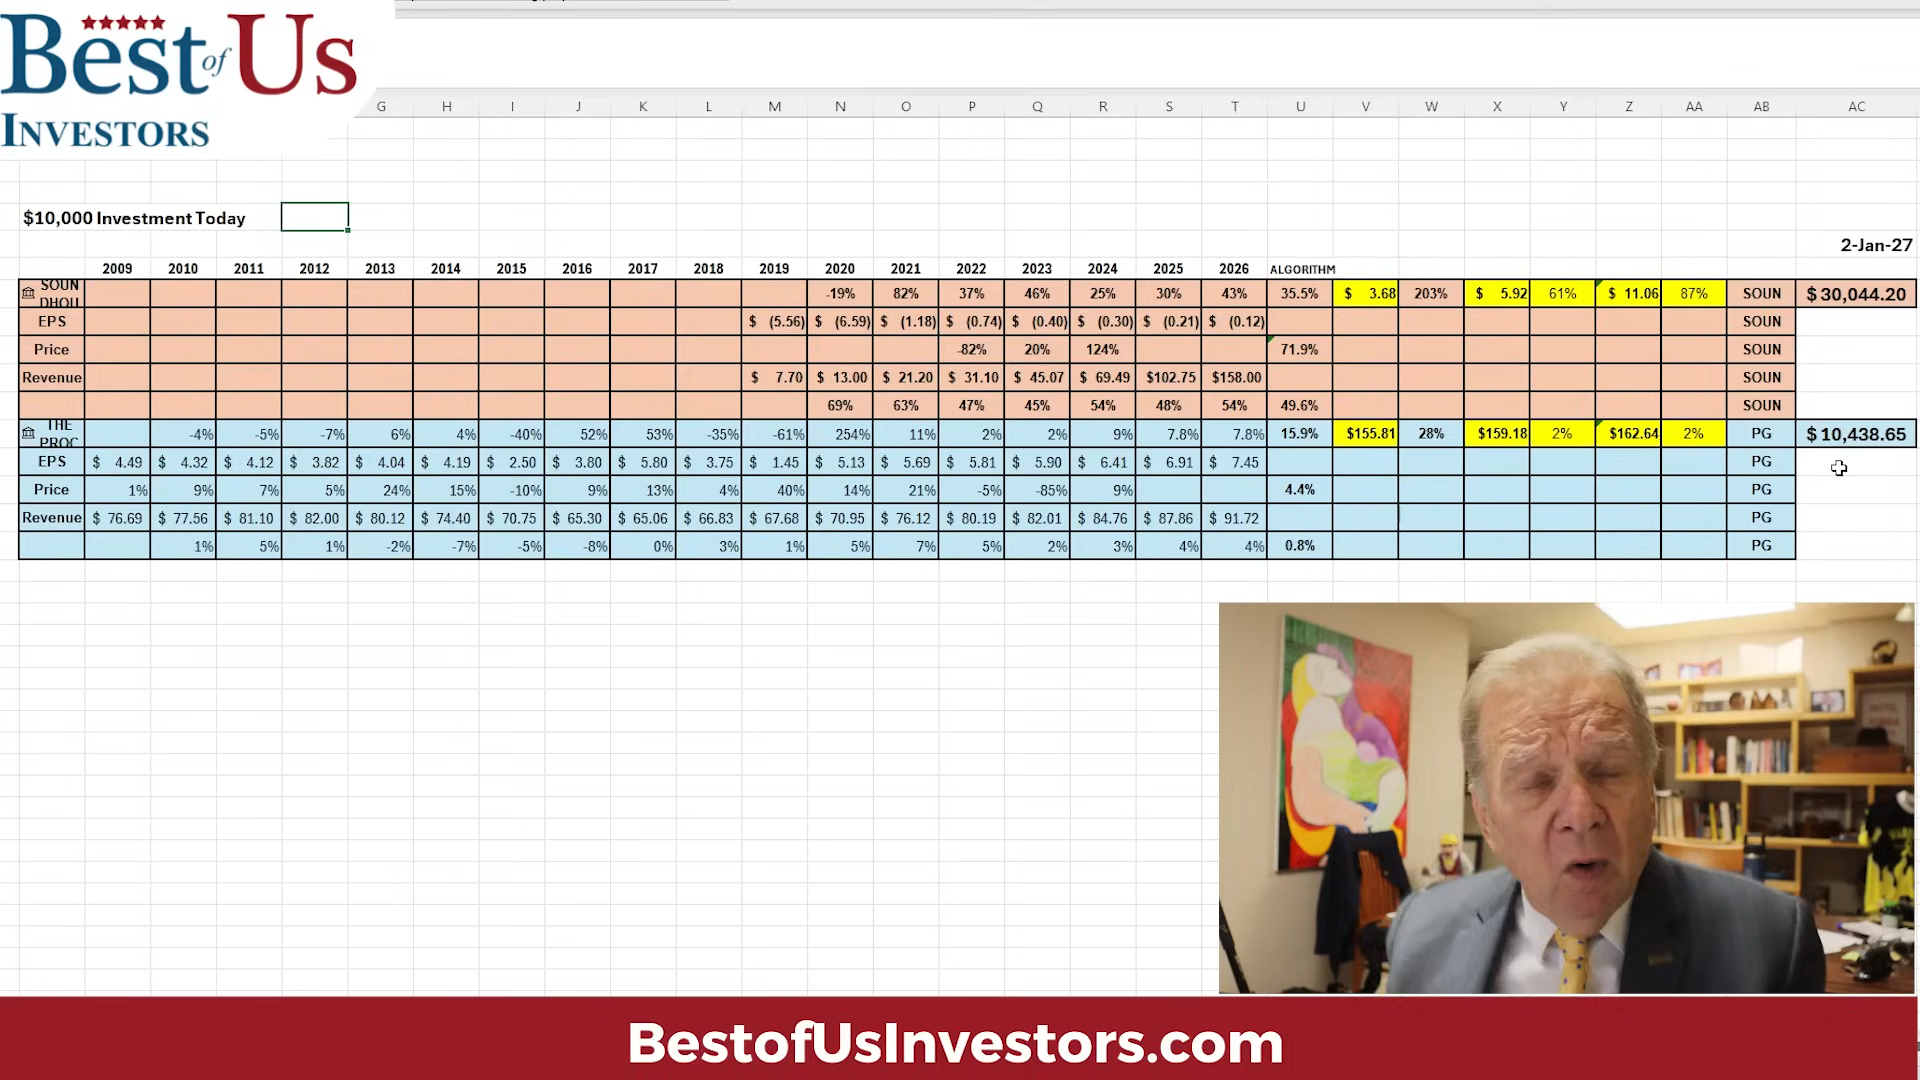 ★★★★★
Best of Us
INVESTORS
G H I J K L M N O P Q R S T U V W X Y Z AA AB AC
$10,000 Investment Today
2-Jan-27
2009 2010 2011 2012 2013 2014 2015 2016 2017 2018 2019 2020 2021 2022 2023 2024 2025 2026 ALGORITHM
SOUN DHOU -19% 82% 37% 46% 25% 30% 43% 35.5% $ 3.68 203% $ 5.92 61% $ 11.06 87% SOUN $ 30,044.20
EPS $ (5.56) $ (6.59) $ (1.18) $ (0.74) $ (0.40) $ (0.30) $ (0.21) $ (0.12) SOUN
Price -82% 20% 124% 71.9% SOUN
Revenue $ 7.70 $ 13.00 $ 21.20 $ 31.10 $ 45.07 $ 69.49 $102.75 $158.00 SOUN
69% 63% 47% 45% 54% 48% 54% 49.6% SOUN
THE PROC -4% -5% -7% 6% 4% -40% 52% 53% -35% -61% 254% 11% 2% 2% 9% 7.8% 7.8% 15.9% $155.81 28% $159.18 2% $162.64 2% PG $ 10,438.65
EPS $ 4.49 $ 4.32 $ 4.12 $ 3.82 $ 4.04 $ 4.19 $ 2.50 $ 3.80 $ 5.80 $ 3.75 $ 1.45 $ 5.13 $ 5.69 $ 5.81 $ 5.90 $ 6.41 $ 6.91 $ 7.45 PG
Price 1% 9% 7% 5% 24% 15% -10% 9% 13% 4% 40% 14% 21% -5% -85% 9% 4.4% PG
Revenue $ 76.69 $ 77.56 $ 81.10 $ 82.00 $ 80.12 $ 74.40 $ 70.75 $ 65.30 $ 65.06 $ 66.83 $ 67.68 $ 70.95 $ 76.12 $ 80.19 $ 82.01 $ 84.76 $ 87.86 $ 91.72 PG
1% 5% 1% -2% -7% -5% -8% 0% 3% 1% 5% 7% 5% 2% 3% 4% 4% 0.8% PG
BestofUsInvestors.com